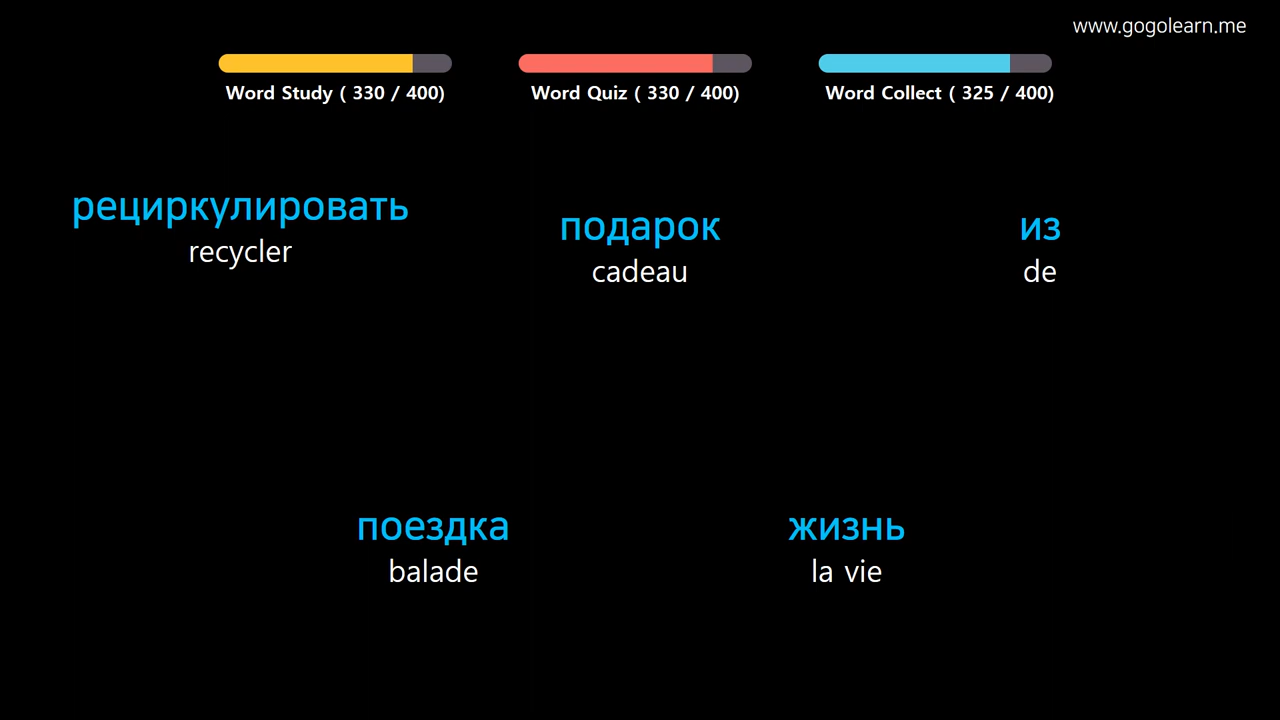 www.gogolearn.me
Word Study ( 330 / 400)
Word Quiz ( 330 / 400)
Word Collect ( 325 / 400)
рециркулировать
recycler
подарок
cadeau
из
de
поездка
balade
жизнь
la vie